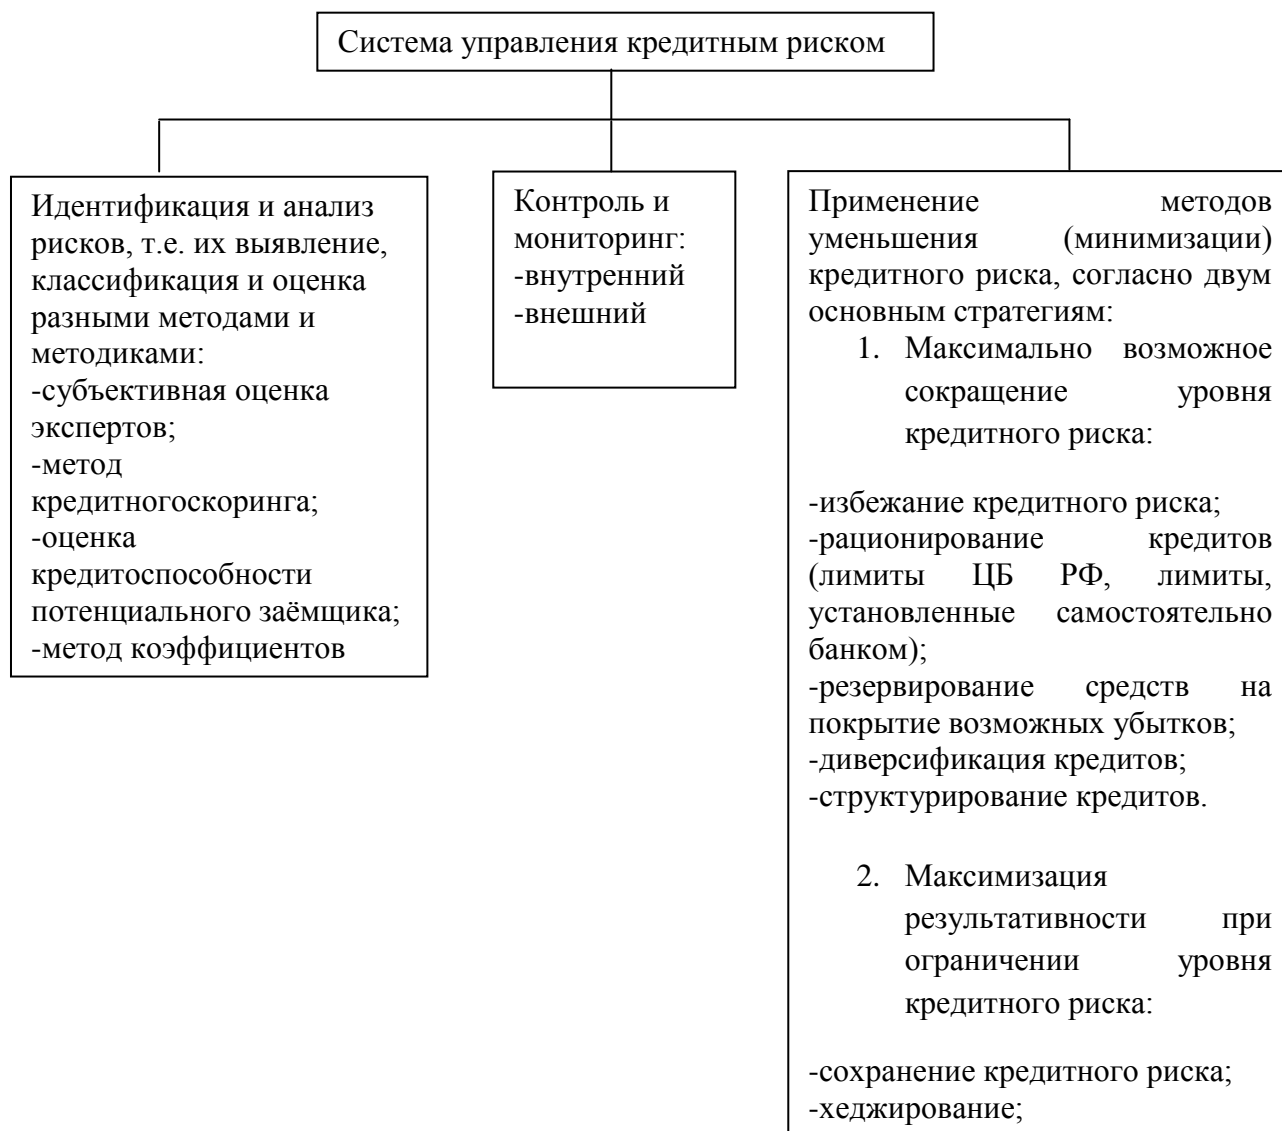 Система управления кредитным риском
Идентификация и анализ
рисков, т.е. их выявление,
классификация и оценка
разными методами и
методиками:
-субъективная оценка
экспертов;
-метод
кредитногоскоринга;
-оценка
кредитоспособности
потенциального заёмщика;
-метод коэффициентов
Контроль и
мониторинг:
-внутренний
-внешний
Применение методов
уменьшения (минимизации)
кредитного риска, согласно двум
основным стратегиям:
1. Максимально возможное
сокращение уровня
кредитного риска:
-избежание кредитного риска;
-рационирование кредитов
(лимиты ЦБ РФ, лимиты,
установленные самостоятельно
банком);
-резервирование средств на
покрытие возможных убытков;
-диверсификация кредитов;
-структурирование кредитов.
2. Максимизация
результативности при
ограничении уровня
кредитного риска:
-сохранение кредитного риска;
-хеджирование;